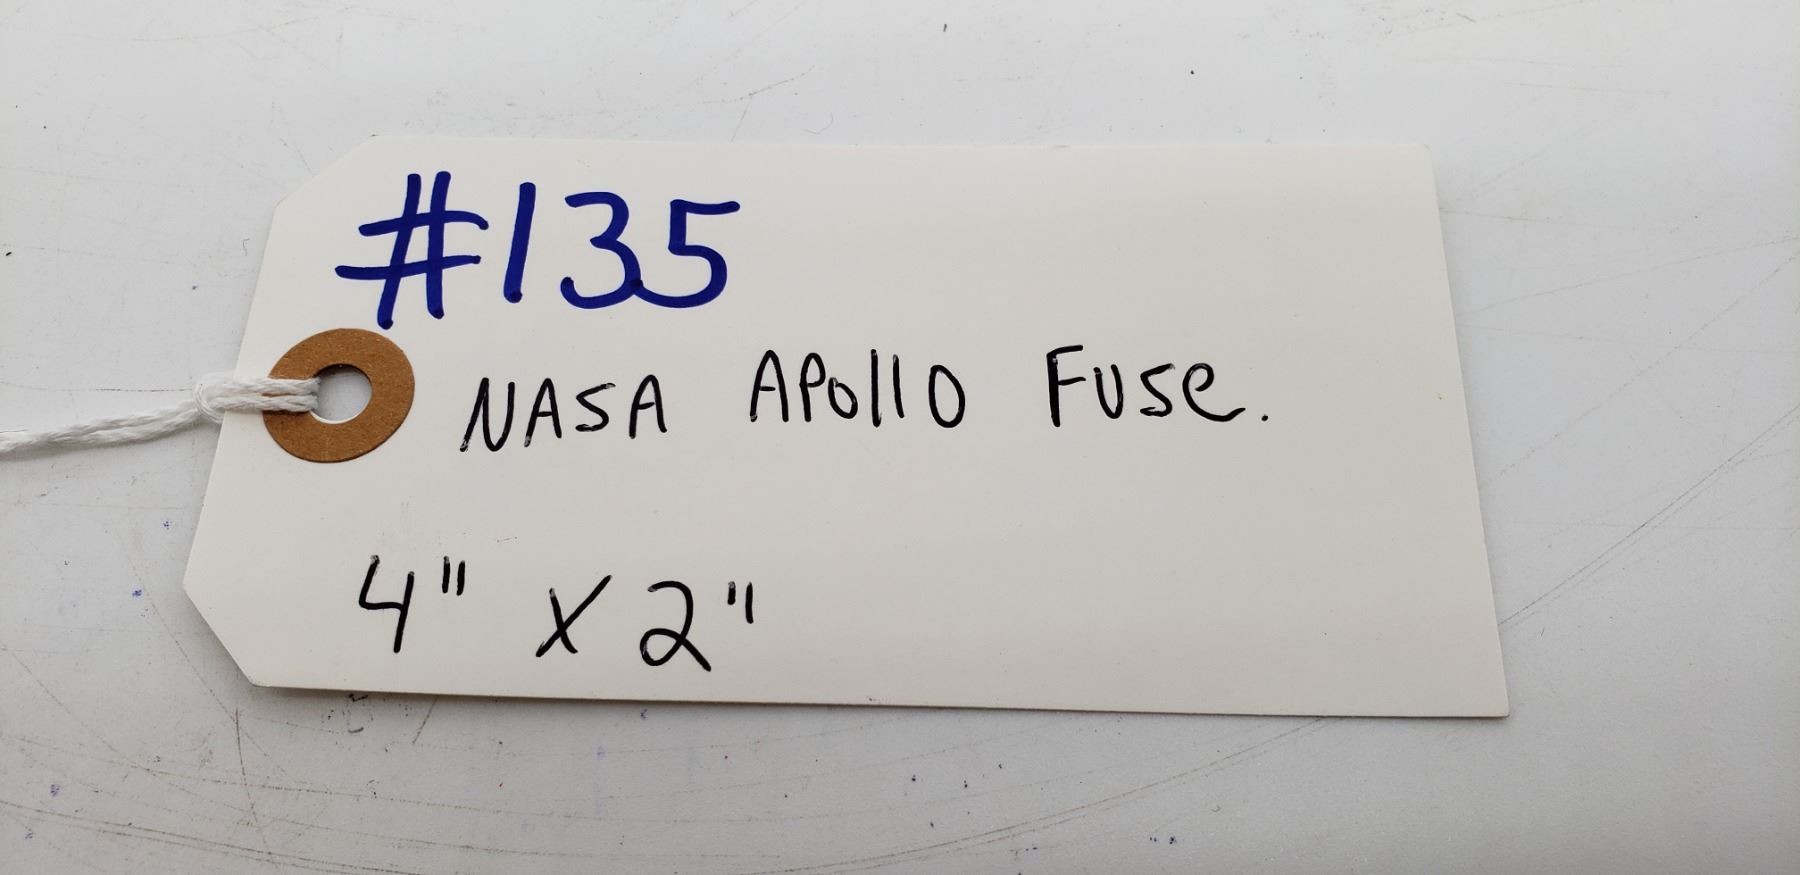 #135
NASA Apollo Fuse.
4" x 2"